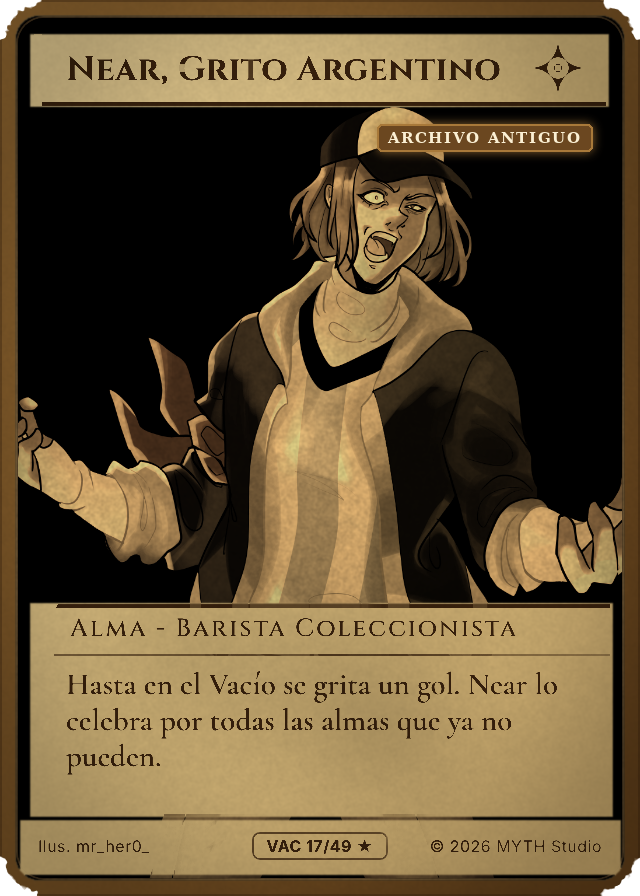 Near, Grito Argentino
ARCHIVO ANTIGUO
Alma - Barista Coleccionista
Hasta en el Vacío se grita un gol. Near lo
celebra por todas las almas que ya no
pueden.
Ilus. mr_her0_
VAC 17/49 ★
© 2026 MYTH Studio